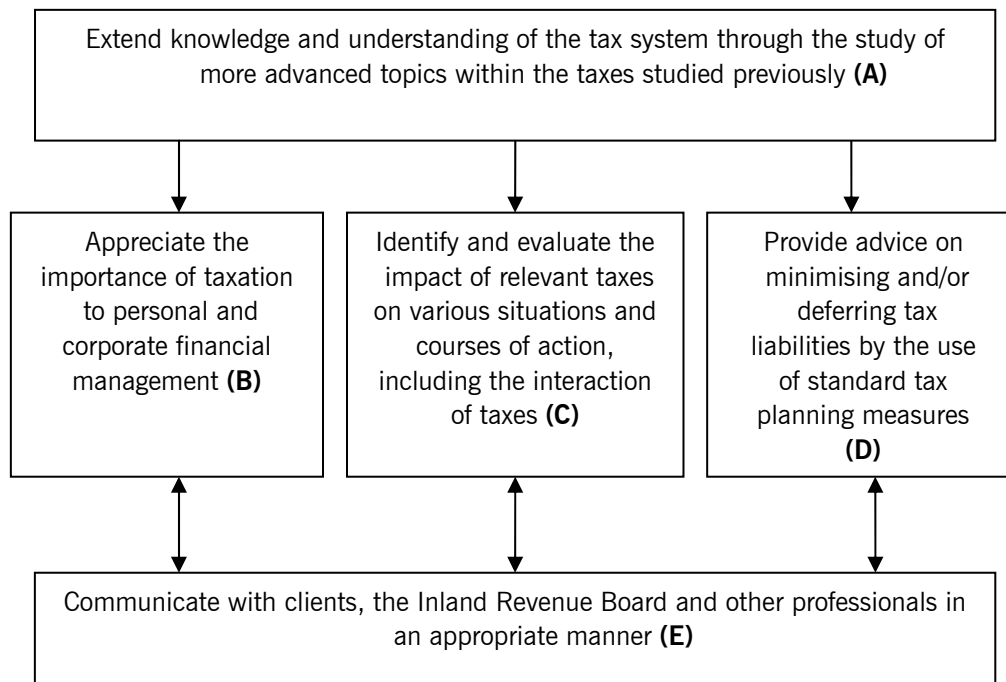 Extend knowledge and understanding of the tax system through the study of
more advanced topics within the taxes studied previously (A)
Appreciate the
importance of taxation
to personal and
corporate financial
management (B)
Identify and evaluate the
impact of relevant taxes
on various situations and
courses of action,
including the interaction
of taxes (C)
Provide advice on
minimising and/or
deferring tax
liabilities by the use
of standard tax
planning measures
(D)
Communicate with clients, the Inland Revenue Board and other professionals in
an appropriate manner (E)